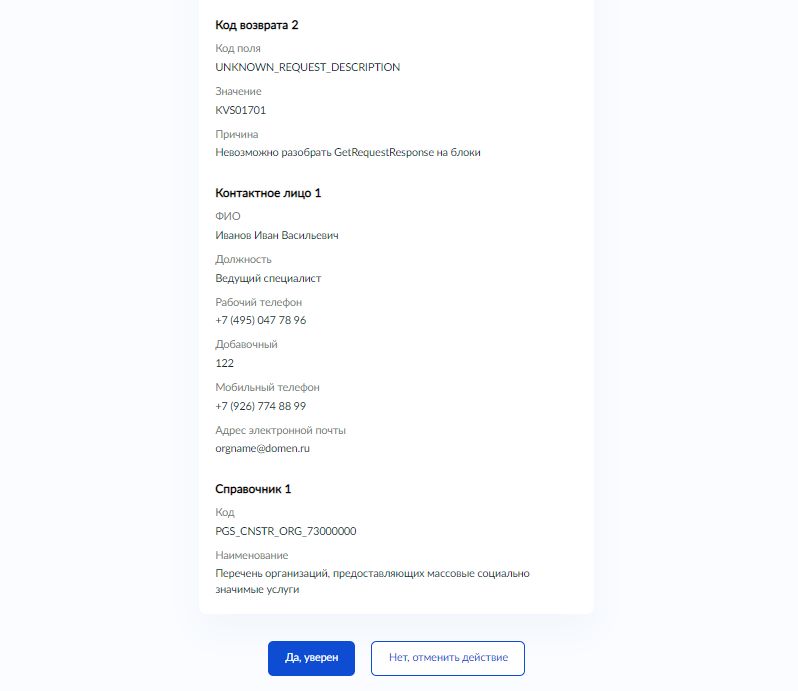 Код возврата 2
Код поля
UNKNOWN_REQUEST_DESCRIPTION
Значение
KVS01701
Причина
Невозможно разобрать GetRequestResponse на блоки
Контактное лицо 1
ФИО
Иванов Иван Васильевич
Должность
Ведущий специалист
Рабочий телефон
+7 (495) 047 78 96
Добавочный
122
Мобильный телефон
+7 (926) 774 88 99
Адрес электронной почты
orgname@domen.ru
Справочник 1
Код
PGS_CNSTR_ORG_73000000
Наименование
Перечень организаций, предоставляющих массовые социально
значимые услуги
Да, уверен
Нет, отменить действие